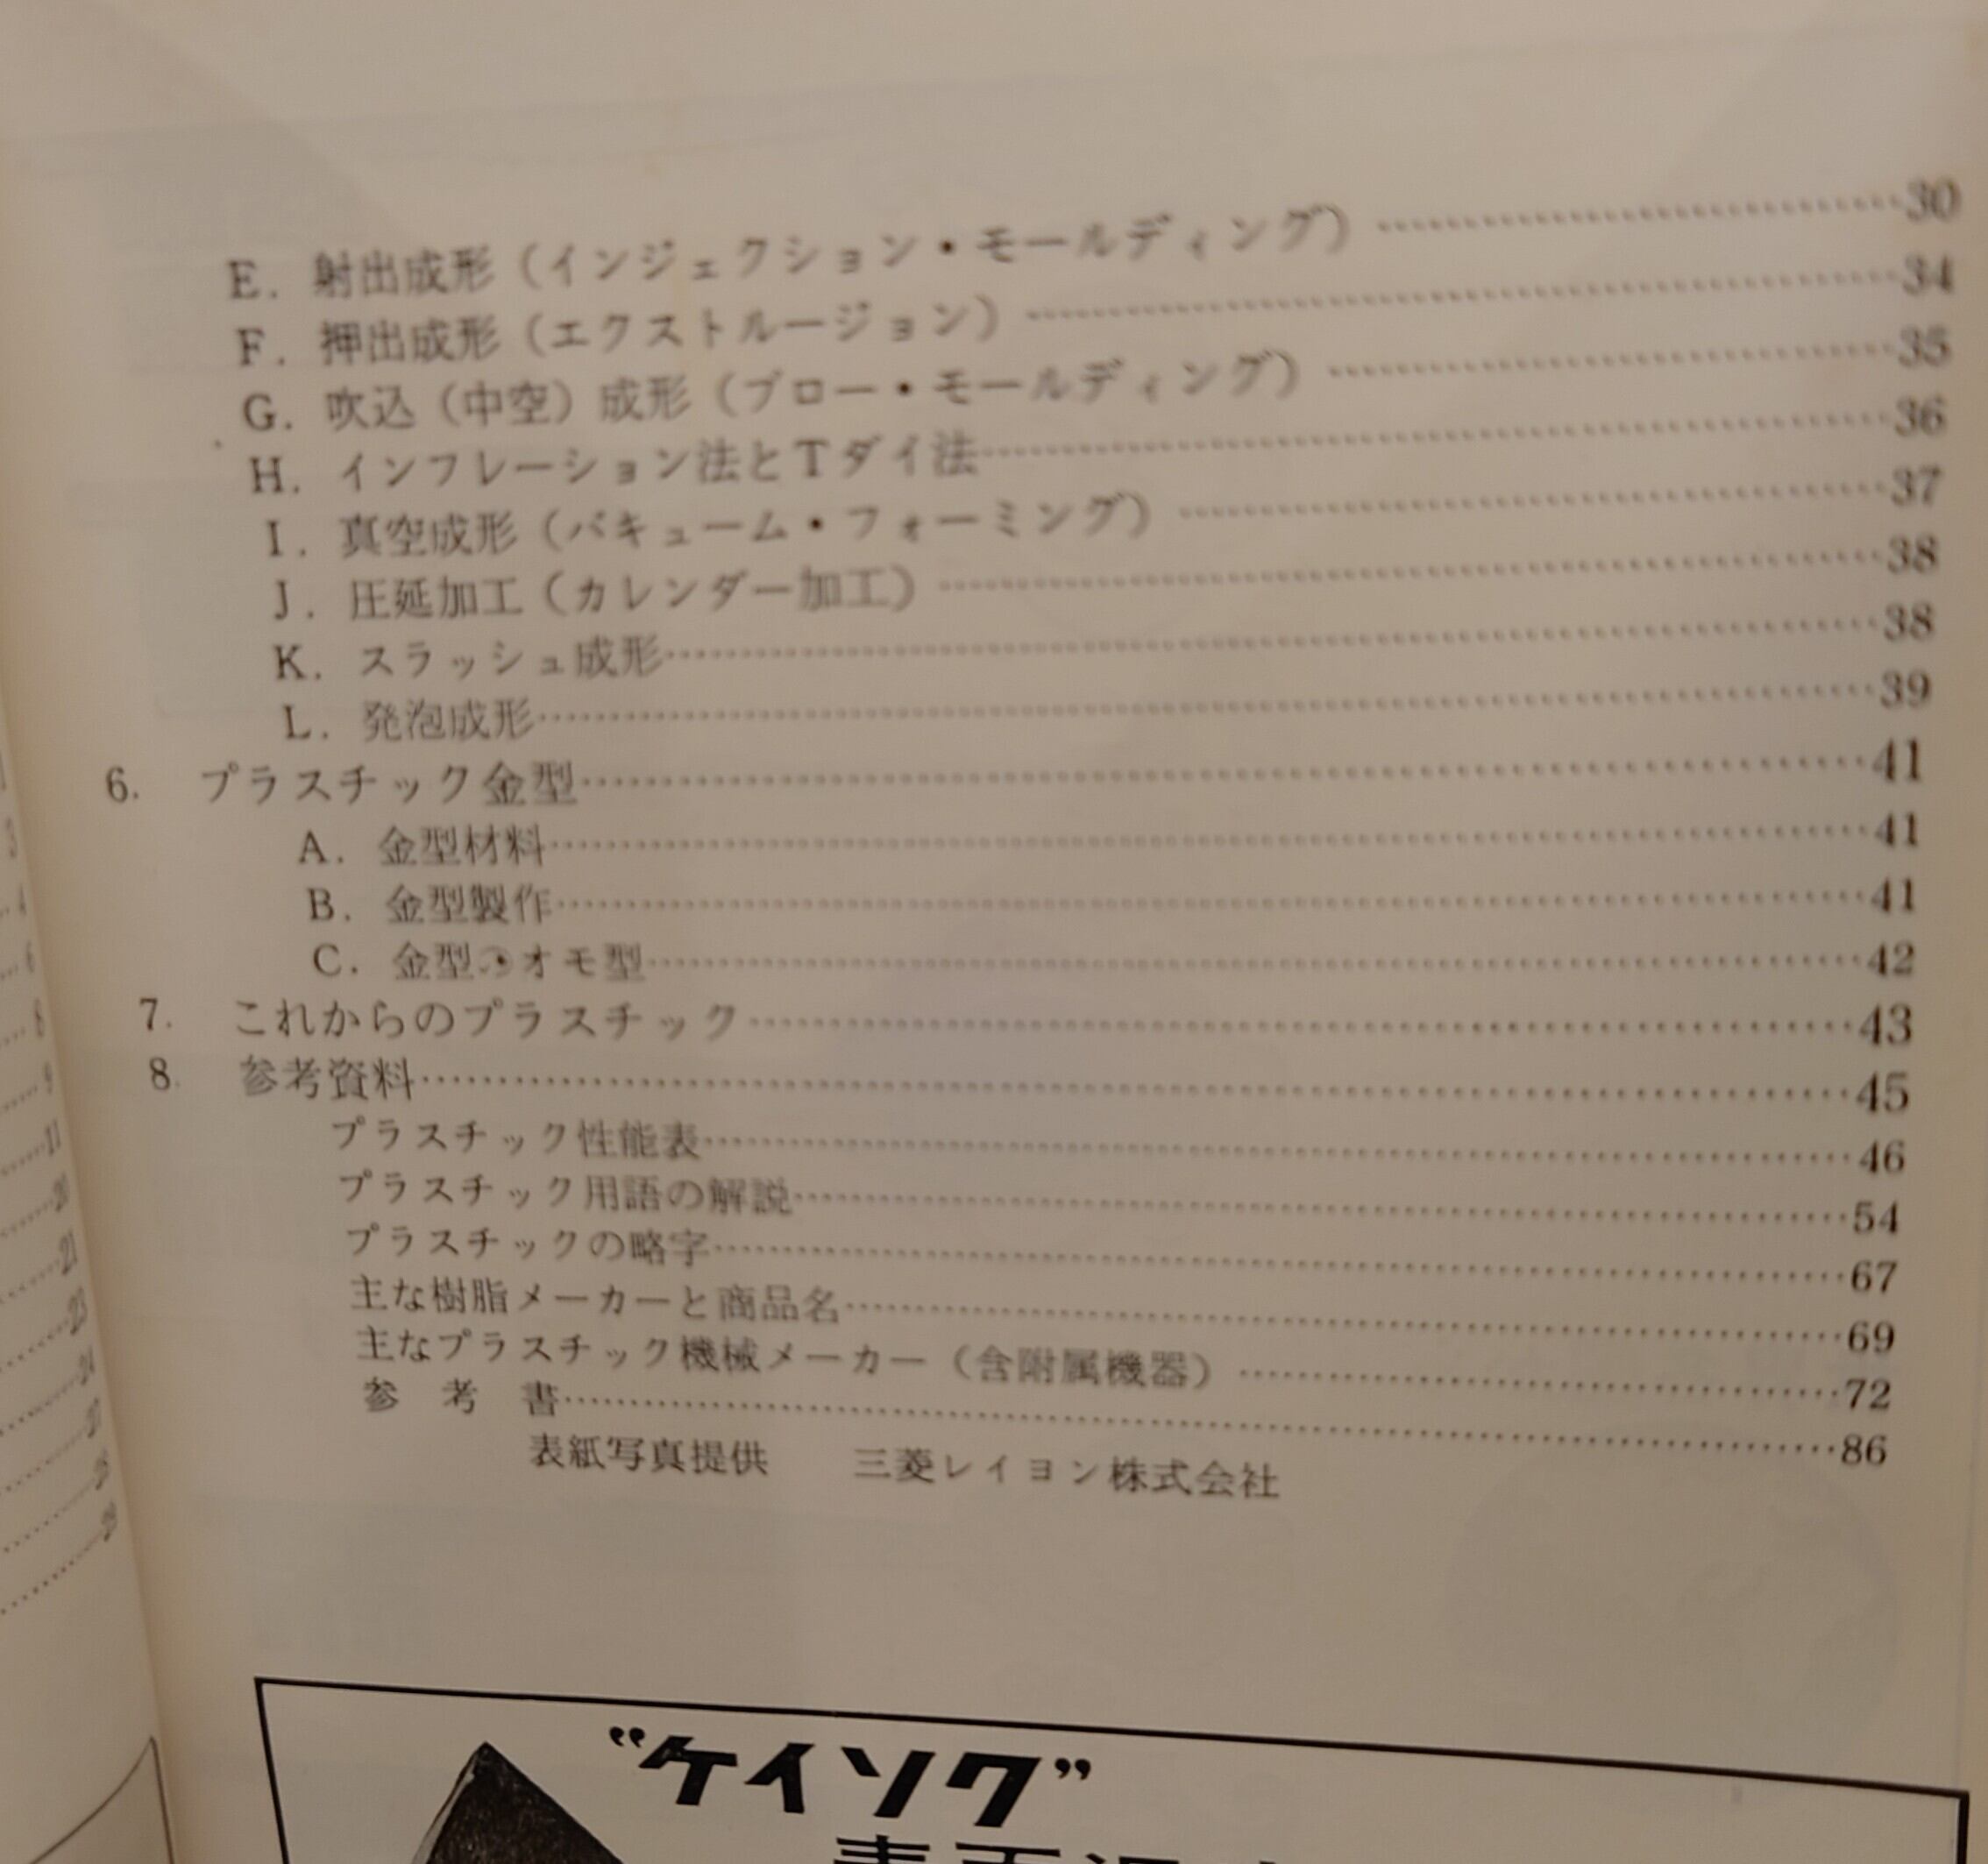 E. 射出成形（インジェクション・モールディング）…………30
F. 押出成形（エクストルージョン）…………34
G. 吹込（中空）成形（ブロー・モールディング）…………35
H. インフレーション法とTダイ法…………36
I. 真空成形（バキューム・フォーミング）…………37
J. 圧延加工（カレンダー加工）…………38
K. スラッシュ成形…………38
L. 発泡成形…………39
6. プラスチック金型…………41
A. 金型材料…………41
B. 金型製作…………41
C. 金型のオモ型…………42
7. これからのプラスチック…………43
8. 参考資料…………45
プラスチック性能表…………46
プラスチック用語の解説…………54
プラスチックの略字…………67
主な樹脂メーカーと商品名…………69
主なプラスチック機械メーカー（含附属機器）…………72
参 考 書…………86
表紙写真提供 三菱レイヨン株式会社
“ケイソク”
表面